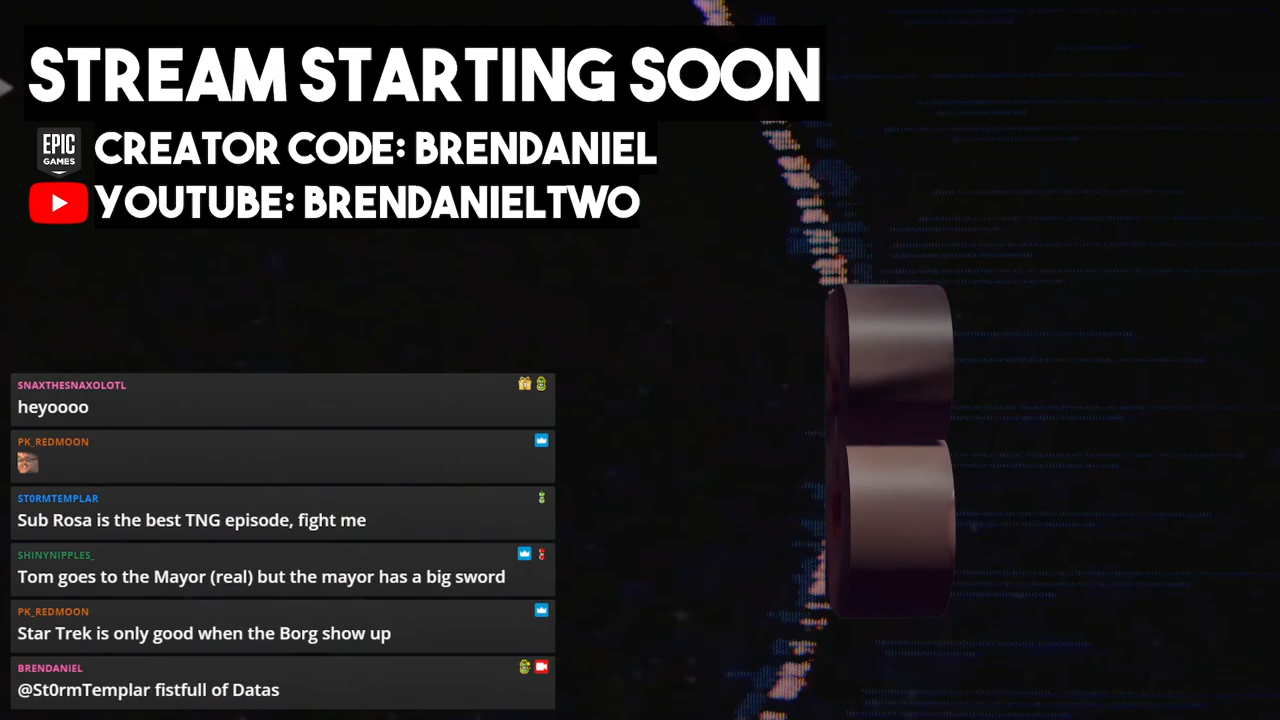 STREAM STARTING SOON
EPIC
GAMES
CREATOR CODE: BRENDANIEL
YOUTUBE: BRENDANIELTWO
SNAXTHESNAXOLOTL
heyoooo
PK_REDMOON
ST0RMTEMPLAR
Sub Rosa is the best TNG episode, fight me
SHINYNIPPLES_
Tom goes to the Mayor (real) but the mayor has a big sword
PK_REDMOON
Star Trek is only good when the Borg show up
BRENDANIEL
@St0rmTemplar fistfull of Datas